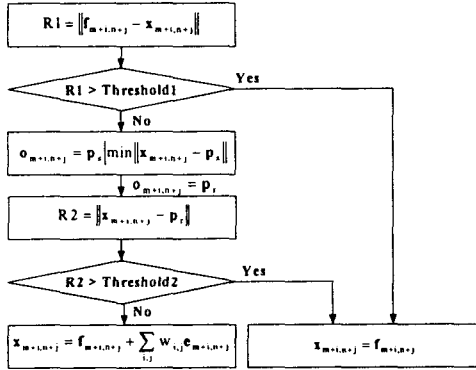 R1 = ‖f_{m+i,n+j} − x_{m+i,n+j}‖
Yes
R1 > Threshold1
No
o_{m+i,n+j} = p_s | min‖x_{m+i,n+j} − p_s‖
o_{m+i,n+j} = p_r
R2 = ‖x_{m+i,n+j} − p_r‖
Yes
R2 > Threshold2
No
x_{m+i,n+j} = f_{m+i,n+j} + ∑_{i,j} w_{i,j} e_{m+i,n+j}
x_{m+i,n+j} = f_{m+i,n+j}